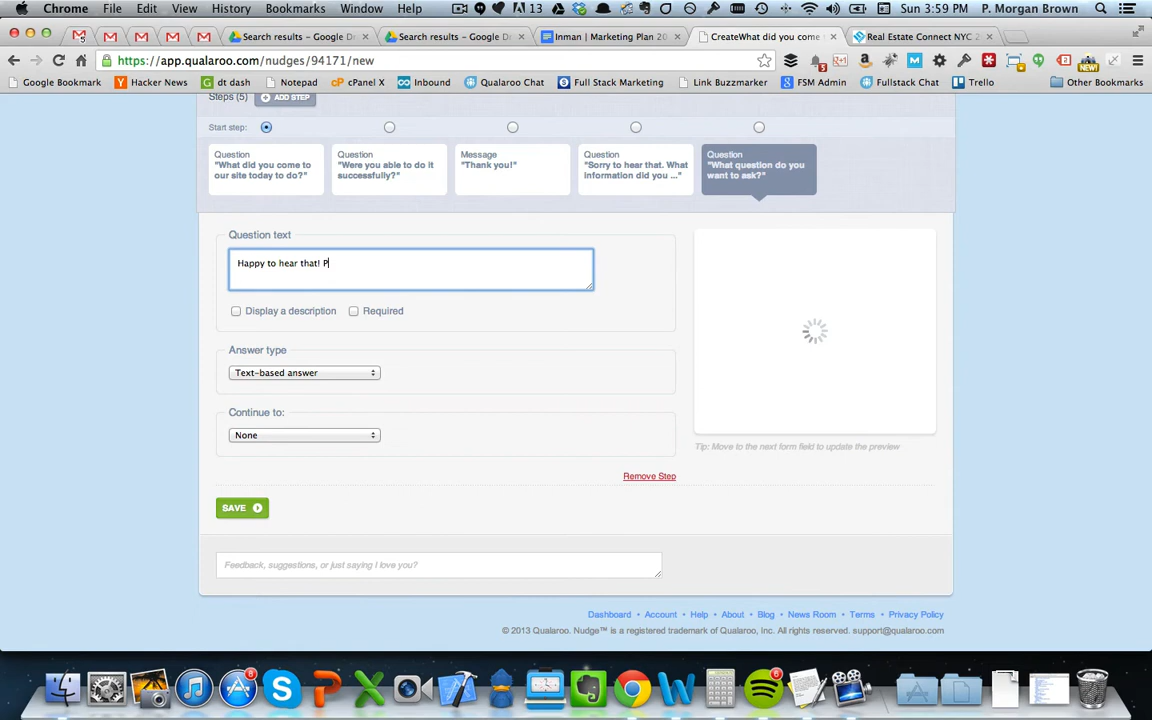 Chrome File Edit View History Bookmarks Window Help 13 Sun 3:59 PM P. Morgan Brown
Search results - Google D Search results - Google D Inman | Marketing Plan 20 CreateWhat did you come Real Estate Connect NYC 2
https://app.qualaroo.com/nudges/94171/new
Google Bookmark Hacker News dt dash Notepad cPanel X Inbound Qualaroo Chat Full Stack Marketing Link Buzzmarker FSM Admin Fullstack Chat Trello Other Bookmarks
Steps (5) ADD STEP
Start step:
Question
"What did you come to
our site today to do?"
Question
"Were you able to do it
successfully?"
Message
"Thank you!"
Question
"Sorry to hear that. What
information did you ..."
Question
"What question do you
want to ask?"
Question text
Happy to hear that! P
Display a description Required
Answer type
Text-based answer
Continue to:
None
Tip: Move to the next form field to update the preview
Remove Step
SAVE
Feedback, suggestions, or just saying I love you?
Dashboard • Account • Help • About • Blog • News Room • Terms • Privacy Policy
© 2013 Qualaroo. Nudge™ is a registered trademark of Qualaroo, Inc. All rights reserved. support@qualaroo.com